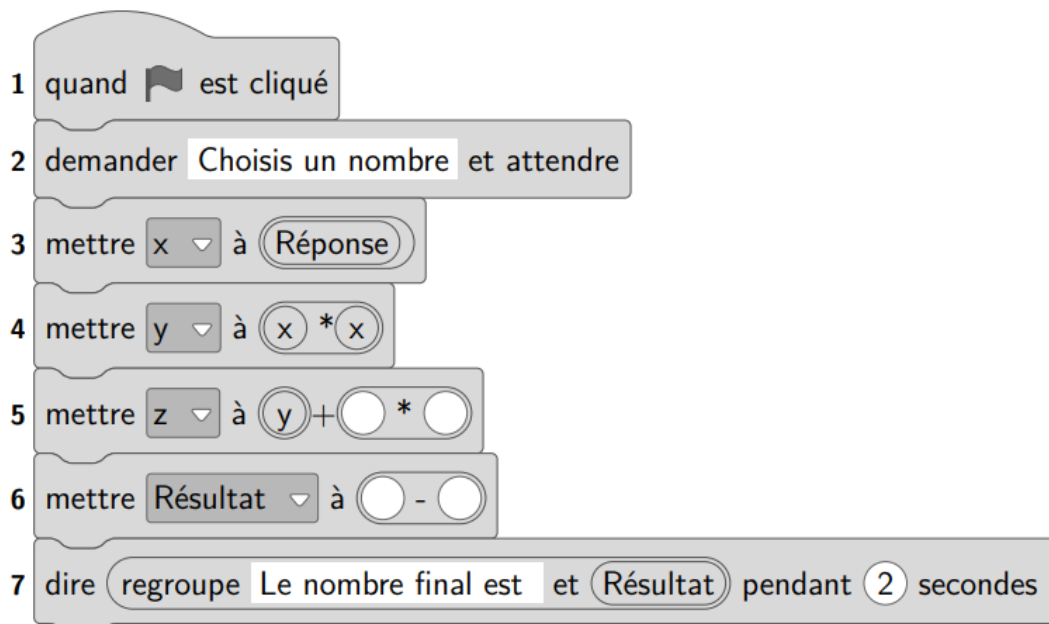 1 quand est cliqué
2 demander Choisis un nombre et attendre
3 mettre x à Réponse
4 mettre y à x * x
5 mettre z à y + *
6 mettre Résultat à -
7 dire regroupe Le nombre final est et Résultat pendant 2 secondes